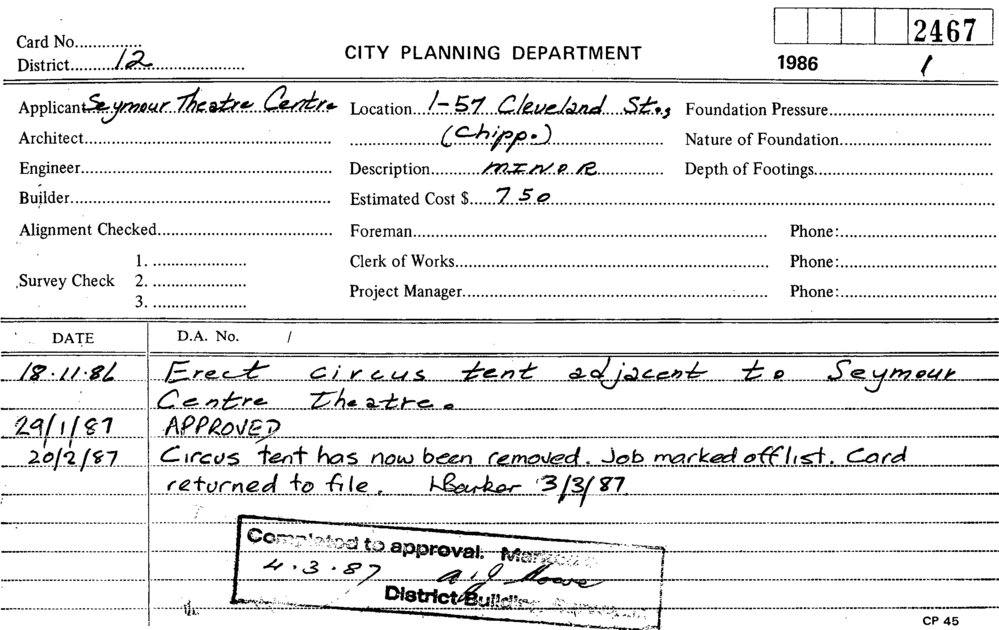 Card No...............
2467
District 12
CITY PLANNING DEPARTMENT
1986 1
Applicant Seymour Theatre Centre Location 1-57 Cleveland St., Foundation Pressure
Architect (Chipp.) Nature of Foundation
Engineer Description MINOR Depth of Footings
Builder Estimated Cost $ 750
Alignment Checked Foreman Phone:
1. Clerk of Works Phone:
Survey Check 2.
Project Manager Phone:
3.
DATE D.A. No. /
18.11.86 Erect circus tent adjacent to Seymour
Centre Theatre.
29/1/87 APPROVED
20/2/87 Circus tent has now been removed. Job marked off list. Card
returned to file. HBarker 3/3/87
Completed to approval.
4.3.87
District Building
CP 45